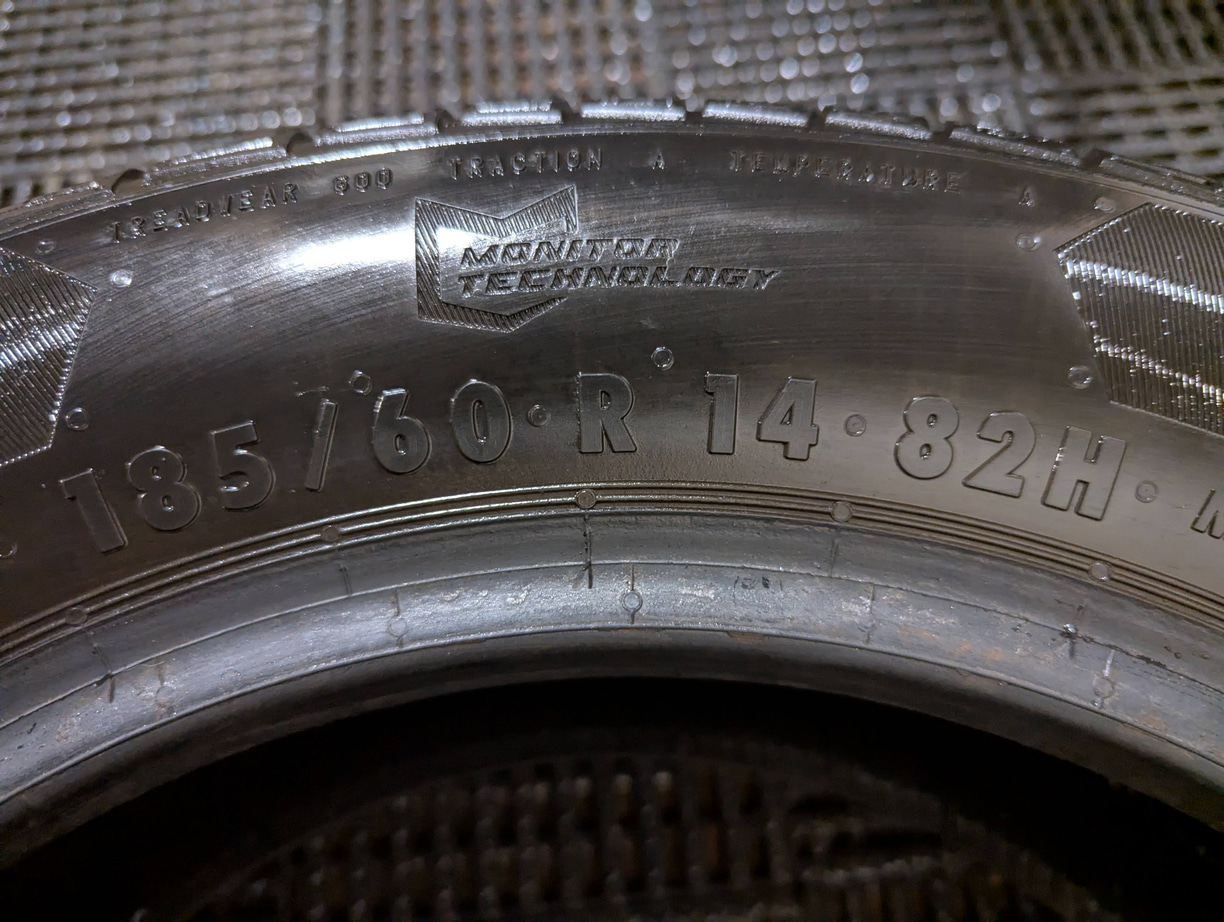 TREADWEAR 600 TRACTION A TEMPERATURE A
MONITOR
TECHNOLOGY
185/60·R 14·82H·